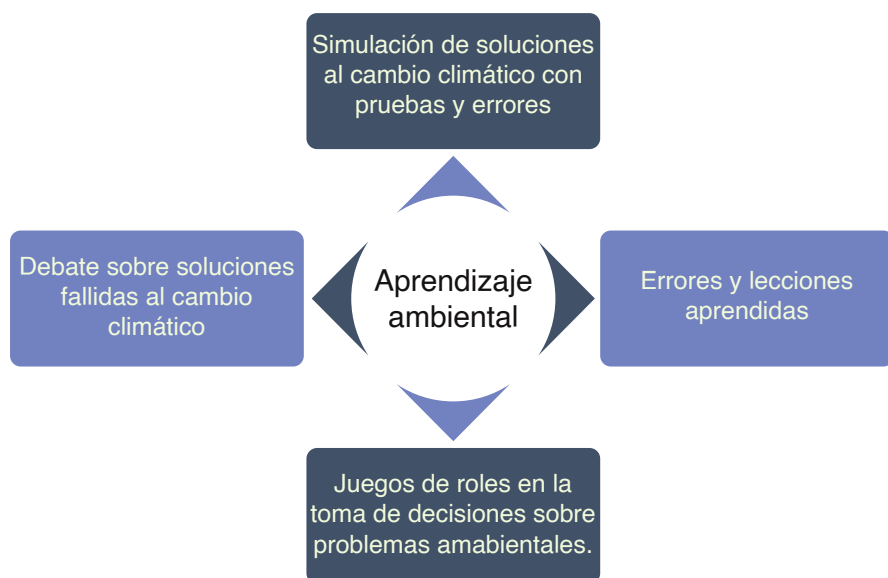 Simulación de soluciones
al cambio climático con
pruebas y errores
Debate sobre soluciones
fallidas al cambio
climático
Aprendizaje
ambiental
Errores y lecciones
aprendidas
Juegos de roles en la
toma de decisiones sobre
problemas amabientales.